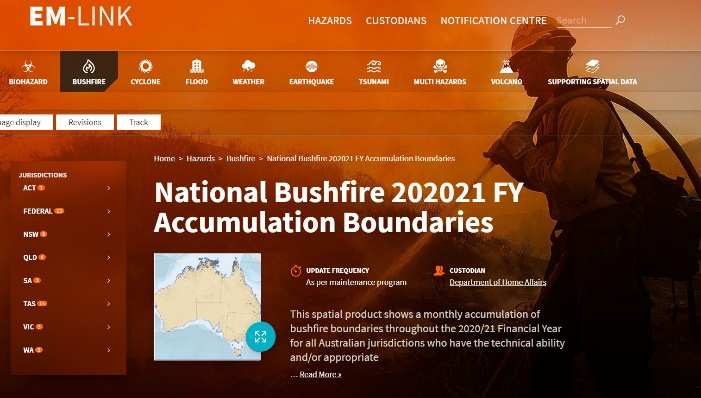 EM-LINK
HAZARDS CUSTODIANS NOTIFICATION CENTRE Search
BIOHAZARD BUSHFIRE CYCLONE FLOOD WEATHER EARTHQUAKE TSUNAMI MULTI HAZARDS VOLCANO SUPPORTING SPATIAL DATA
age display Revisions Track
Home > Hazards > Bushfire > National Bushfire 202021 FY Accumulation Boundaries
JURISDICTIONS
ACT
FEDERAL
NSW
QLD
SA
TAS
VIC
WA
National Bushfire 202021 FY
Accumulation Boundaries
UPDATE FREQUENCY
As per maintenance program
CUSTODIAN
Department of Home Affairs
This spatial product shows a monthly accumulation of
bushfire boundaries throughout the 2020/21 Financial Year
for all Australian jurisdictions who have the technical ability
and/or appropriate
... Read More »